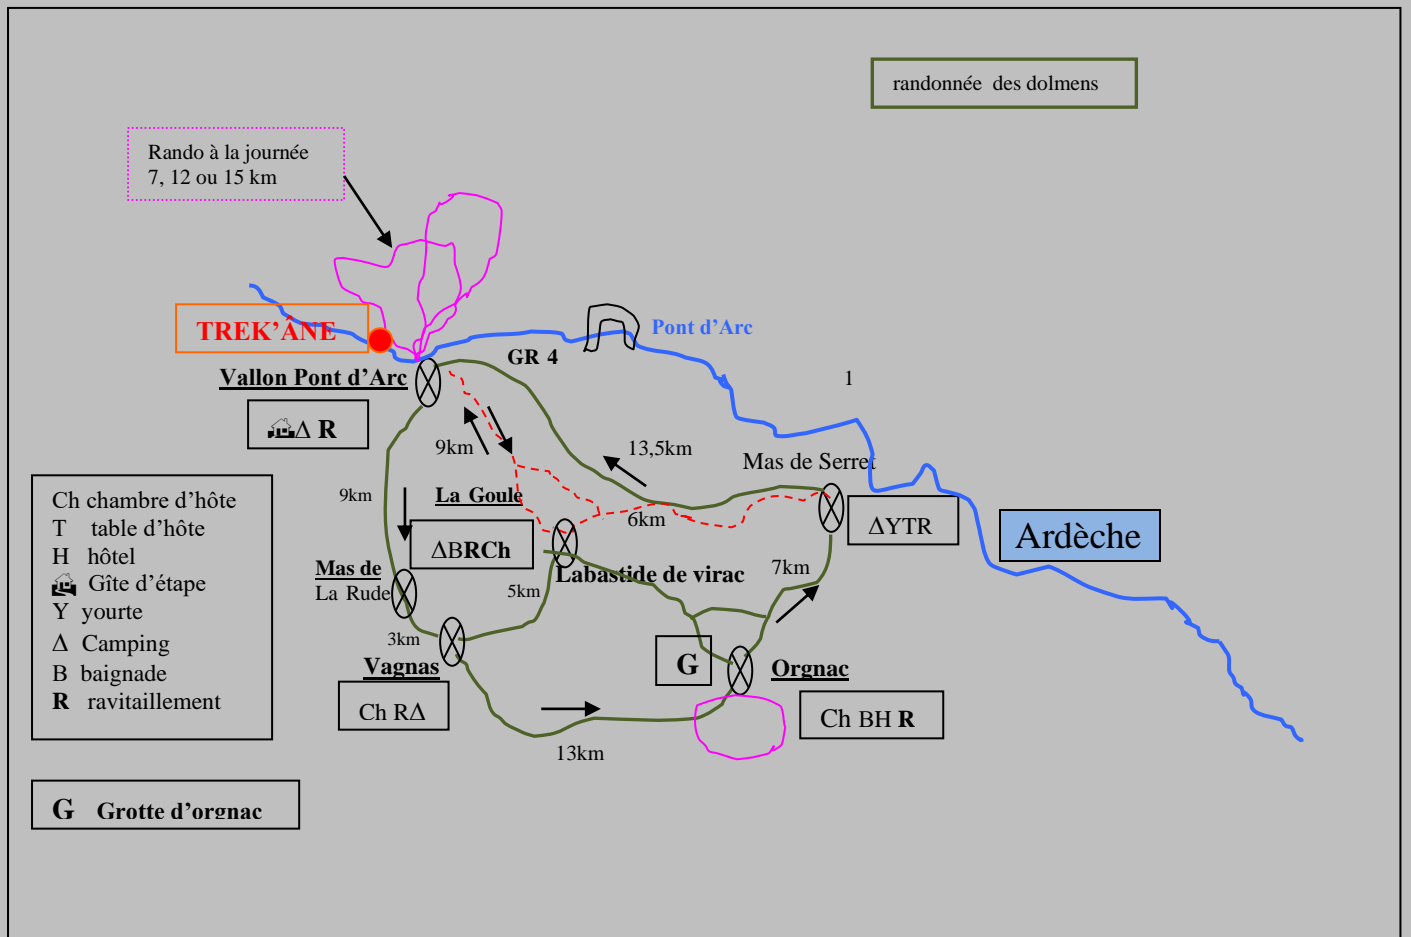 randonnée des dolmens
Rando à la journée
7, 12 ou 15 km
TREK'ÂNE
Pont d'Arc
GR 4
Vallon Pont d'Arc
1
Δ R
9km
13,5km
Mas de Serret
Ch chambre d'hôte
T table d'hôte
H hôtel
Gîte d'étape
Y yourte
Δ Camping
B baignade
R ravitaillement
9km
La Goule
6km
ΔYTR
Ardèche
ΔBRCh
Labastide de virac
7km
Mas de
La Rude
5km
3km
Vagnas
G
Orgnac
Ch RΔ
Ch BH R
13km
G Grotte d'orgnac